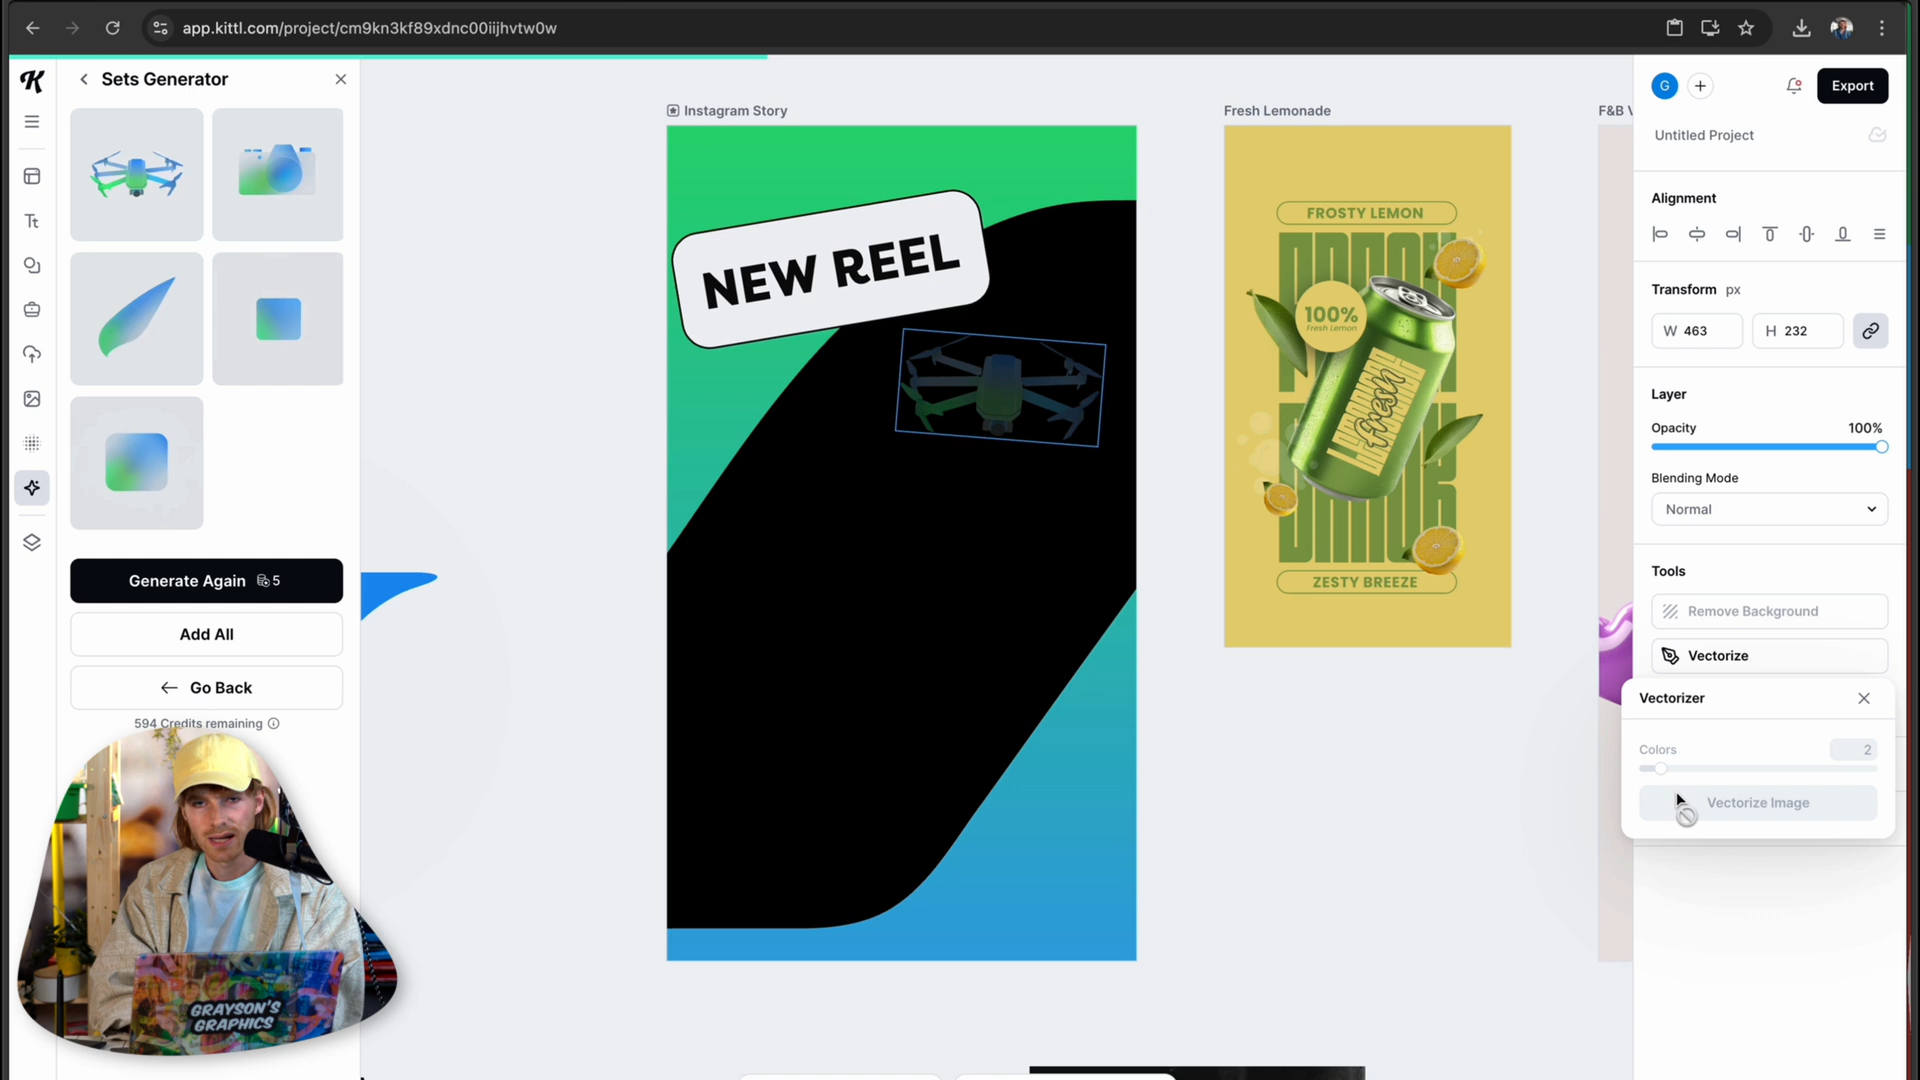 app.kittl.com/project/cm9kn3kf89xdnc00iijhvtw0w
Sets Generator
Generate Again 5
Add All
Go Back
594 Credits remaining
GRAYSON'S
GRAPHICS
Instagram Story
NEW REEL
Fresh Lemonade
FROSTY LEMON
100%
Fresh Lemon
fresh
ZESTY BREEZE
F&B
G
Export
Untitled Project
Alignment
Transform px
W 463
H 232
Layer
Opacity 100%
Blending Mode
Normal
Tools
Remove Background
Vectorize
Vectorizer
Colors 2
Vectorize Image